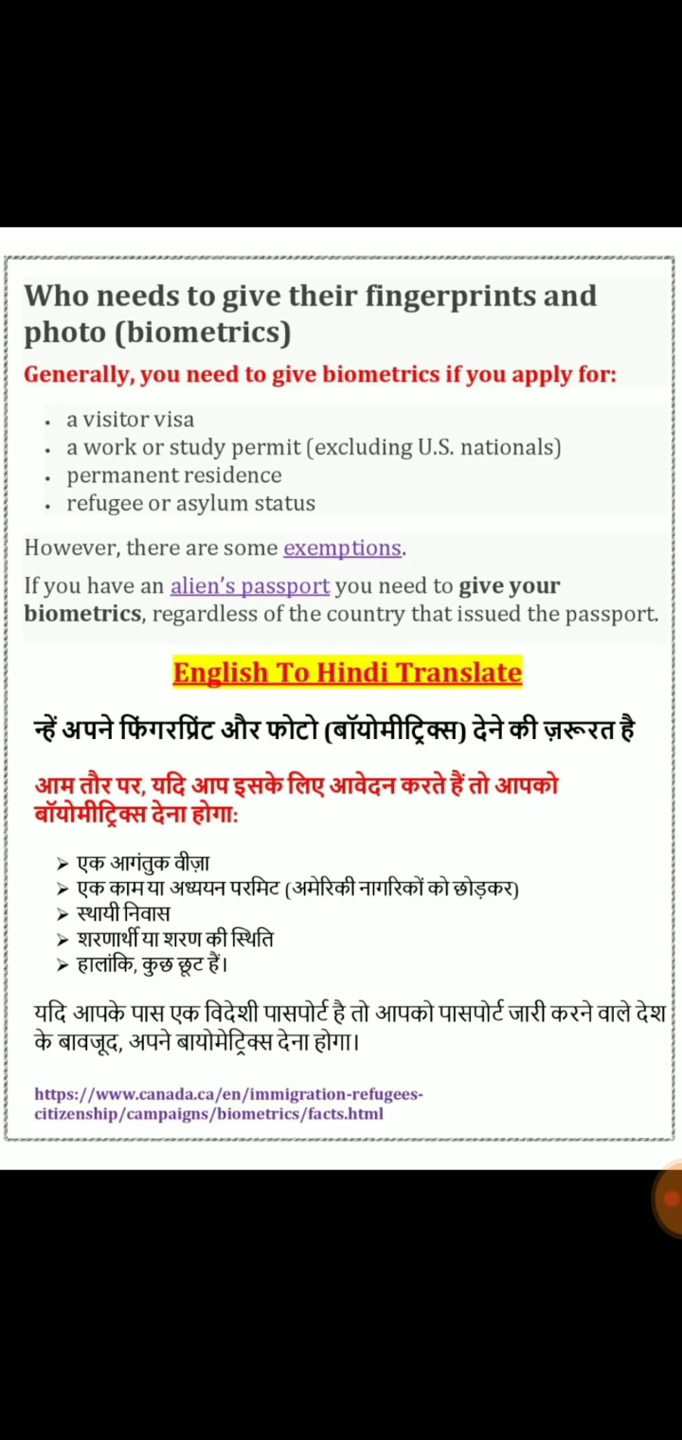 Who needs to give their fingerprints and
photo (biometrics)
Generally, you need to give biometrics if you apply for:
• a visitor visa
• a work or study permit (excluding U.S. nationals)
• permanent residence
• refugee or asylum status
However, there are some exemptions.
If you have an alien’s passport you need to give your
biometrics, regardless of the country that issued the passport.
English To Hindi Translate
न्हें अपने फिंगरप्रिंट और फोटो (बॉयोमीट्रिक्स) देने की ज़रूरत है
आम तौर पर, यदि आप इसके लिए आवेदन करते हैं तो आपको
बॉयोमीट्रिक्स देना होगा:
➢ एक आगंतुक वीज़ा
➢ एक काम या अध्ययन परमिट (अमेरिकी नागरिकों को छोड़कर)
➢ स्थायी निवास
➢ शरणार्थी या शरण की स्थिति
➢ हालांकि, कुछ छूट हैं।
यदि आपके पास एक विदेशी पासपोर्ट है तो आपको पासपोर्ट जारी करने वाले देश
के बावजूद, अपने बायोमेट्रिक्स देना होगा।
https://www.canada.ca/en/immigration-refugees-
citizenship/campaigns/biometrics/facts.html